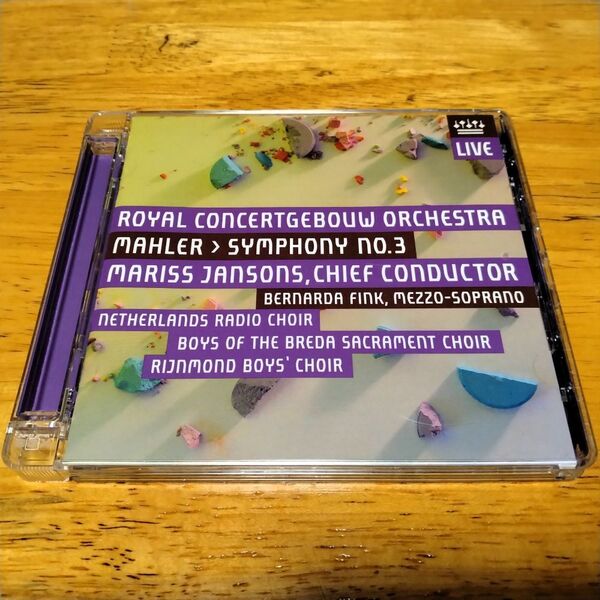 LIVE
ROYAL CONCERTGEBOUW ORCHESTRA
MAHLER > SYMPHONY NO.3
MARISS JANSONS, CHIEF CONDUCTOR
BERNARDA FINK, MEZZO-SOPRANO
NETHERLANDS RADIO CHOIR
BOYS OF THE BREDA SACRAMENT CHOIR
RIJNMOND BOYS' CHOIR